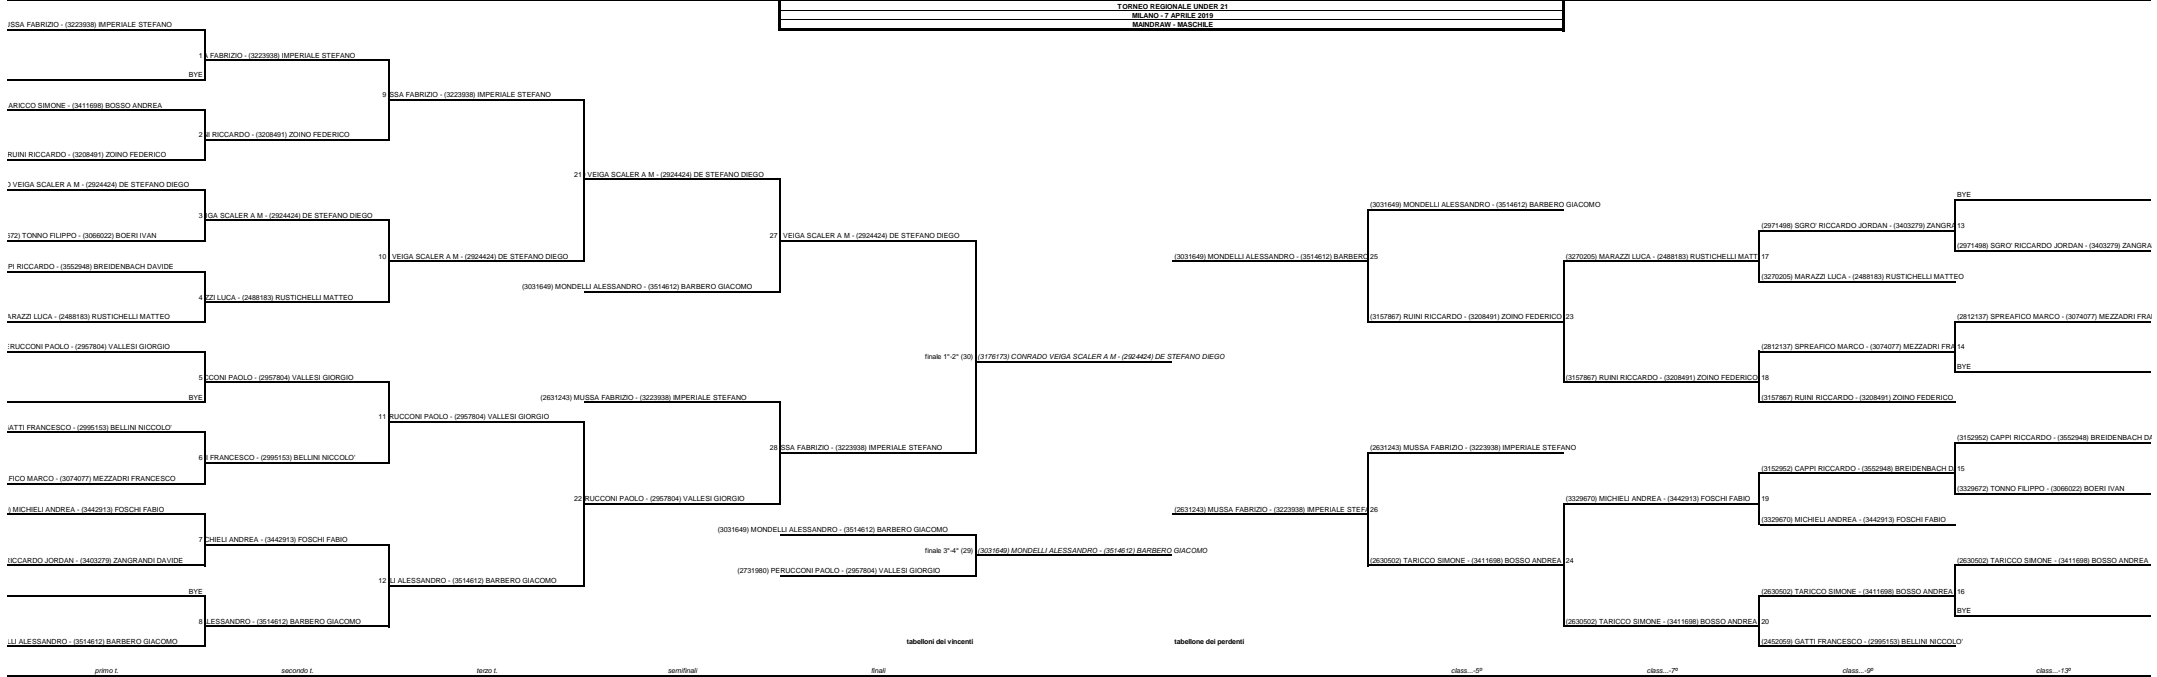 TORNEO REGIONALE UNDER 21
MILANO - 7 APRILE 2019
MAINDRAW - MASCHILE
USSA FABRIZIO - (3223938) IMPERIALE STEFANO
1 A FABRIZIO - (3223938) IMPERIALE STEFANO
BYE
9 SSA FABRIZIO - (3223938) IMPERIALE STEFANO
ARICCO SIMONE - (3411698) BOSSO ANDREA
2 NI RICCARDO - (3208491) ZOINO FEDERICO
RUINI RICCARDO - (3208491) ZOINO FEDERICO
21 VEIGA SCALER A M - (2924424) DE STEFANO DIEGO
O VEIGA SCALER A M - (2924424) DE STEFANO DIEGO
3 IGA SCALER A M - (2924424) DE STEFANO DIEGO
672) TONNO FILIPPO - (3066022) BOERI IVAN
27 VEIGA SCALER A M - (2924424) DE STEFANO DIEGO
10 VEIGA SCALER A M - (2924424) DE STEFANO DIEGO
PI RICCARDO - (3552948) BREIDENBACH DAVIDE
(3031649) MONDELLI ALESSANDRO - (3514612) BARBERO GIACOMO
4 ZZI LUCA - (2488183) RUSTICHELLI MATTEO
ARAZZI LUCA - (2488183) RUSTICHELLI MATTEO
ERUCCONI PAOLO - (2957804) VALLESI GIORGIO
finale 1°-2° (30) (3176173) CONRADO VEIGA SCALER A M - (2924424) DE STEFANO DIEGO
5 CCONI PAOLO - (2957804) VALLESI GIORGIO
BYE
(2631243) MUSSA FABRIZIO - (3223938) IMPERIALE STEFANO
11 RUCCONI PAOLO - (2957804) VALLESI GIORGIO
GATTI FRANCESCO - (2995153) BELLINI NICCOLO'
28 SSA FABRIZIO - (3223938) IMPERIALE STEFANO
6 I FRANCESCO - (2995153) BELLINI NICCOLO'
FICO MARCO - (3074077) MEZZADRI FRANCESCO
22 RUCCONI PAOLO - (2957804) VALLESI GIORGIO
) MICHIELI ANDREA - (3442913) FOSCHI FABIO
(3031649) MONDELLI ALESSANDRO - (3514612) BARBERO GIACOMO
7 CHIELI ANDREA - (3442913) FOSCHI FABIO
finale 3°-4° (29) (3031649) MONDELLI ALESSANDRO - (3514612) BARBERO GIACOMO
RICCARDO JORDAN - (3403279) ZANGRANDI DAVIDE
(2731980) PERUCCONI PAOLO - (2957804) VALLESI GIORGIO
12 LI ALESSANDRO - (3514612) BARBERO GIACOMO
BYE
8 LESSANDRO - (3514612) BARBERO GIACOMO
LLI ALESSANDRO - (3514612) BARBERO GIACOMO
tabelloni dei vincenti
tabellone dei perdenti
BYE
(3031649) MONDELLI ALESSANDRO - (3514612) BARBERO GIACOMO
(2971498) SGRO' RICCARDO JORDAN - (3403279) ZANGRA 13
(2971498) SGRO' RICCARDO JORDAN - (3403279) ZANGRA
(3031649) MONDELLI ALESSANDRO - (3514612) BARBERO 25
(3270205) MARAZZI LUCA - (2488183) RUSTICHELLI MATT 17
(3270205) MARAZZI LUCA - (2488183) RUSTICHELLI MATTEO
(3157867) RUINI RICCARDO - (3208491) ZOINO FEDERICO 23
(2812137) SPREAFICO MARCO - (3074077) MEZZADRI FRA
(2812137) SPREAFICO MARCO - (3074077) MEZZADRI FRA 14
BYE
(3157867) RUINI RICCARDO - (3208491) ZOINO FEDERICO 18
(3157867) RUINI RICCARDO - (3208491) ZOINO FEDERICO
(3152952) CAPPI RICCARDO - (3552948) BREIDENBACH DA
(2631243) MUSSA FABRIZIO - (3223938) IMPERIALE STEFANO
(3152952) CAPPI RICCARDO - (3552948) BREIDENBACH D 15
(3329672) TONNO FILIPPO - (3066022) BOERI IVAN
(3329670) MICHIELI ANDREA - (3442913) FOSCHI FABIO 19
(2631243) MUSSA FABRIZIO - (3223938) IMPERIALE STEFA 26
(3329670) MICHIELI ANDREA - (3442913) FOSCHI FABIO
(2630502) TARICCO SIMONE - (3411698) BOSSO ANDREA 24
(2630502) TARICCO SIMONE - (3411698) BOSSO ANDREA
(2630502) TARICCO SIMONE - (3411698) BOSSO ANDREA 16
BYE
(2630502) TARICCO SIMONE - (3411698) BOSSO ANDREA 20
(2452059) GATTI FRANCESCO - (2995153) BELLINI NICCOLO'
primo t. secondo t. terzo t. semifinali finali class...-5º class...-7º class...-9º class...-13º